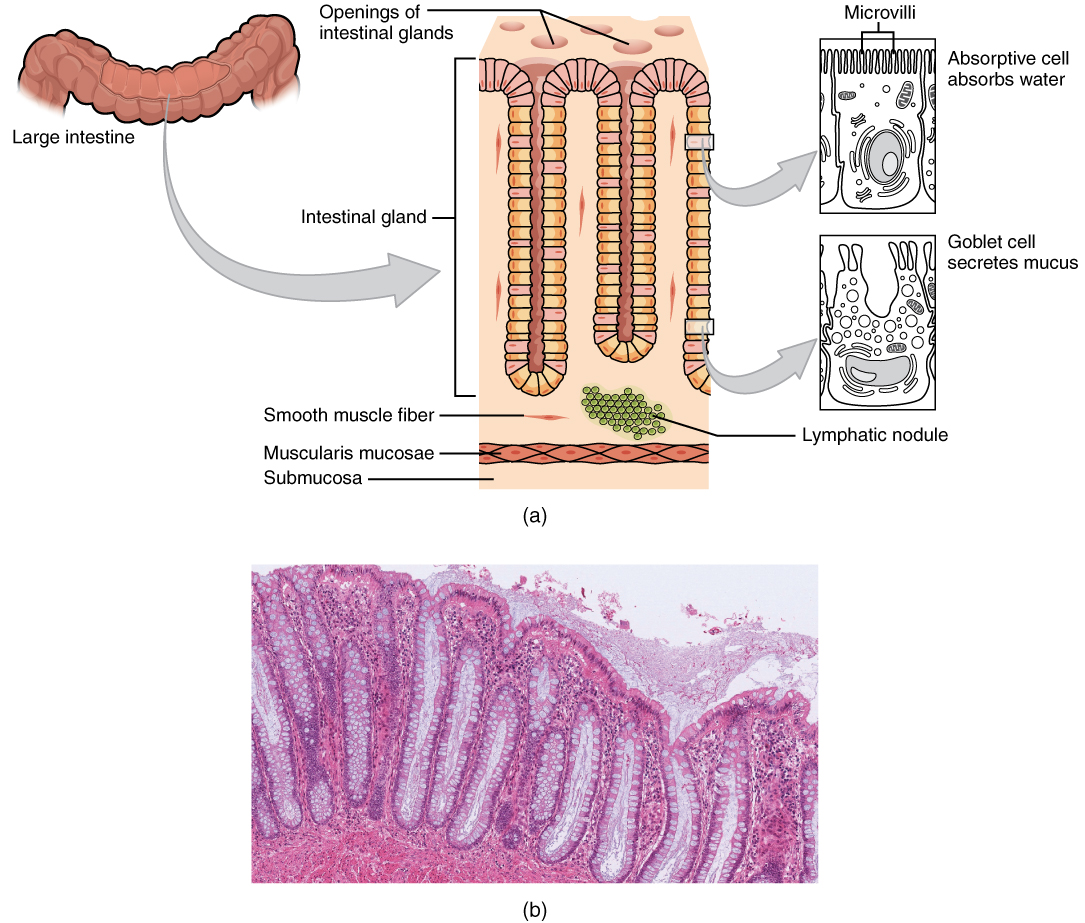 Openings of
intestinal glands
Microvilli
Absorptive cell
absorbs water
Large intestine
Intestinal gland
Goblet cell
secretes mucus
Smooth muscle fiber
Lymphatic nodule
Muscularis mucosae
Submucosa
(a)
(b)